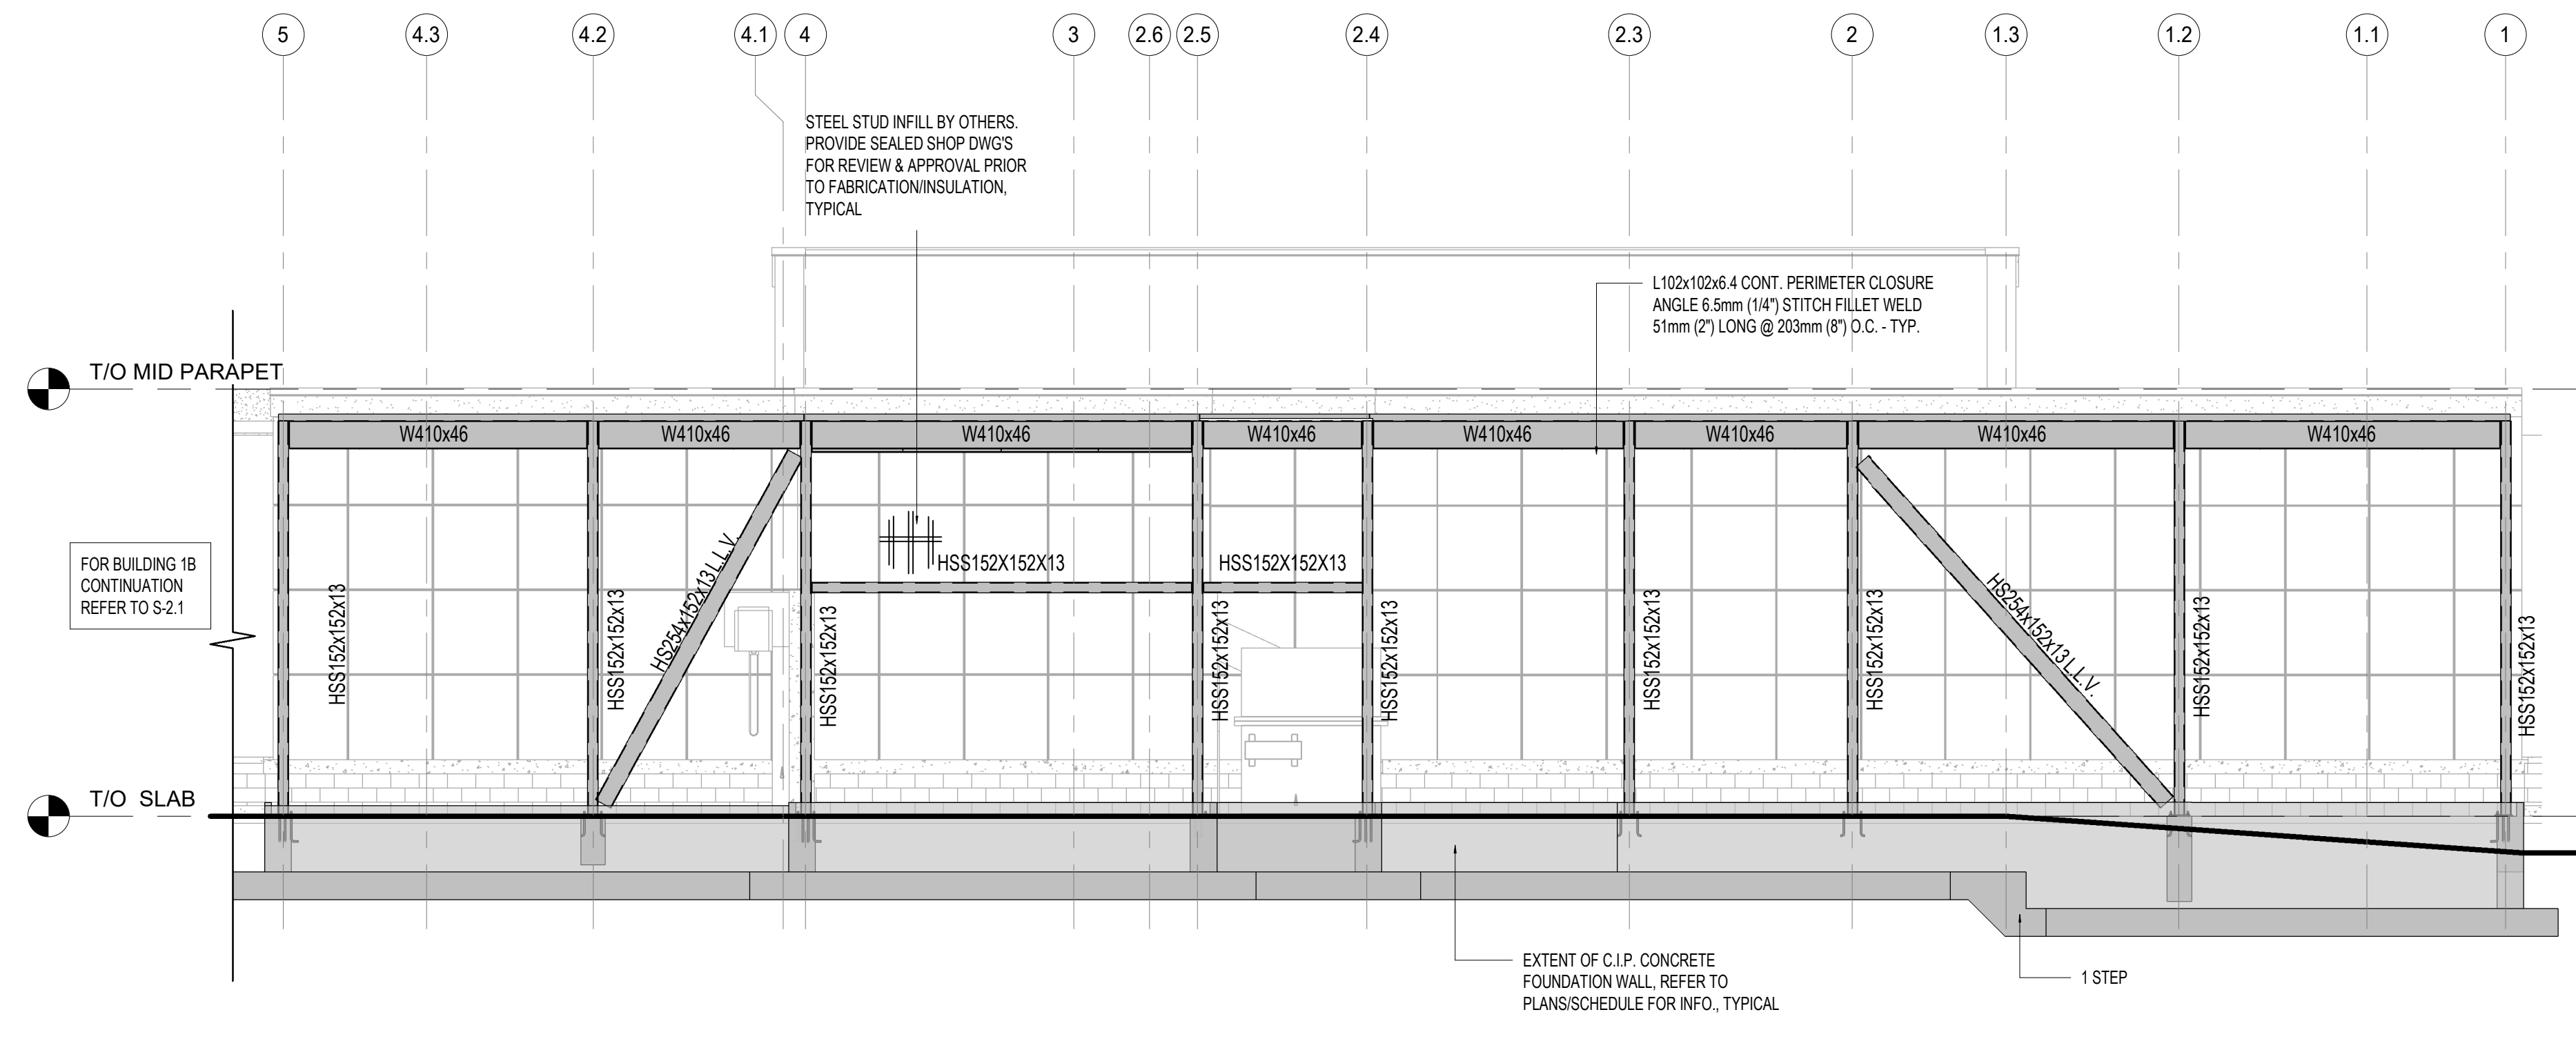 5
4.3
4.2
4.1
4
3
2.6
2.5
2.4
2.3
2
1.3
1.2
1.1
1
STEEL STUD INFILL BY OTHERS.
PROVIDE SEALED SHOP DWG'S
FOR REVIEW & APPROVAL PRIOR
TO FABRICATION/INSULATION,
TYPICAL
L102x102x6.4 CONT. PERIMETER CLOSURE
ANGLE 6.5mm (1/4") STITCH FILLET WELD
51mm (2") LONG @ 203mm (8") O.C. - TYP.
T/O MID PARAPET
W410x46
W410x46
W410x46
W410x46
W410x46
W410x46
W410x46
W410x46
FOR BUILDING 1B
CONTINUATION
REFER TO S-2.1
HSS152x152x13
HSS152x152x13
HS254x152x13 L.L.V.
HSS152x152x13
HSS152X152X13
HSS152x152x13
HSS152X152X13
HSS152x152x13
HSS152x152x13
HSS152x152x13
HS254x152x13 L.L.V.
HSS152x152x13
HSS152x152x13
T/O SLAB
EXTENT OF C.I.P. CONCRETE
FOUNDATION WALL, REFER TO
PLANS/SCHEDULE FOR INFO., TYPICAL
1 STEP